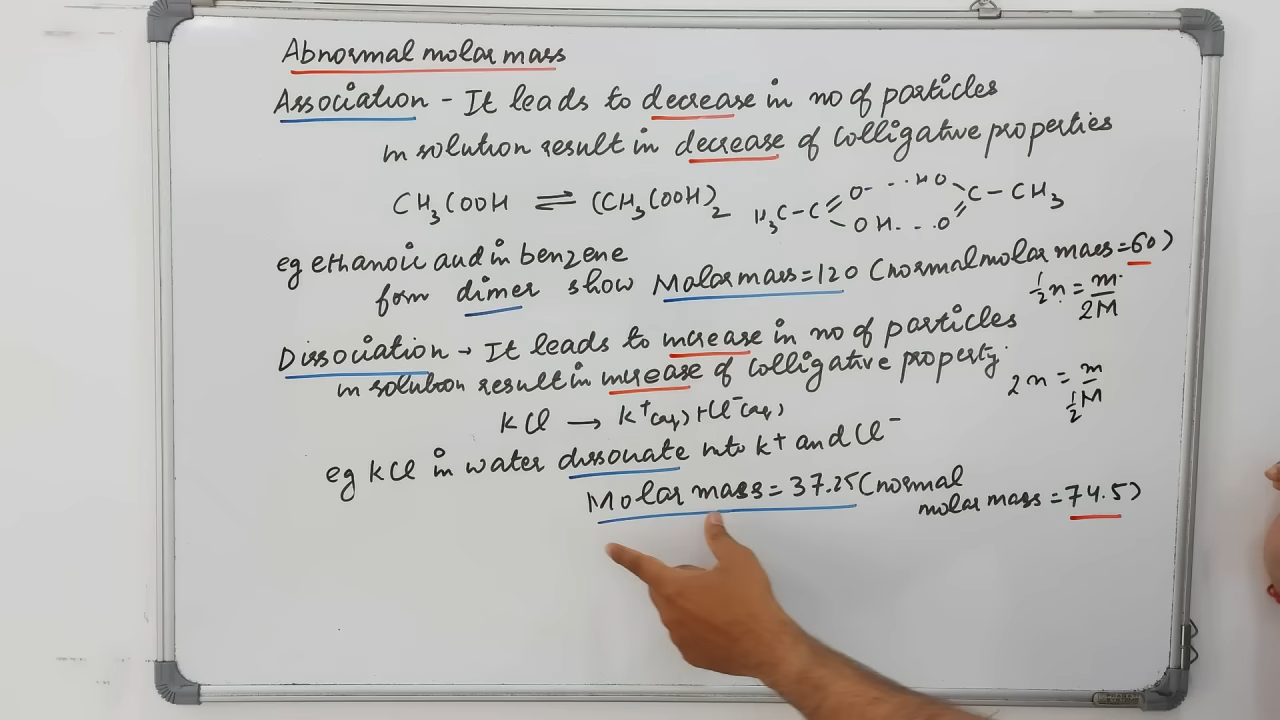 Abnormal molar mass
Association - It leads to decrease in no of particles
in solution result in decrease of colligative properties
CH₃COOH ⇌ (CH₃COOH)₂ H₃C-C O- --HO C-CH₃
OH---O
eg ethanoic acid in benzene
form dimer show Molar mass=120 (normal molar mass=60)
½n = m/2M
Dissociation → It leads to increase in no of particles
in solution result in increase of colligative property.
2n = m/½M
KCl → K⁺(aq)+Cl⁻(aq)
eg KCl in water dissociate into K+ and Cl⁻
Molar mass=37.25 (normal
molar mass=74.5)